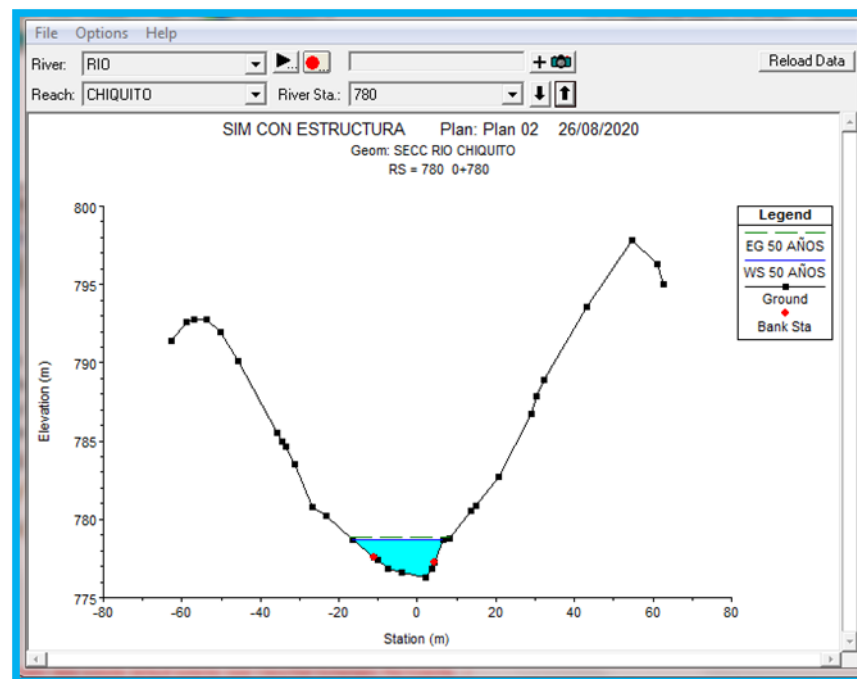 File Options Help
River: RIO
Reload Data
Reach: CHIQUITO River Sta.: 780
SIM CON ESTRUCTURA Plan: Plan 02 26/08/2020
Geom: SECC RIO CHIQUITO
RS = 780 0+780
Legend
EG 50 AÑOS
WS 50 AÑOS
Ground
Bank Sta
Elevation (m)
800
795
790
785
780
775
-80 -60 -40 -20 0 20 40 60 80
Station (m)